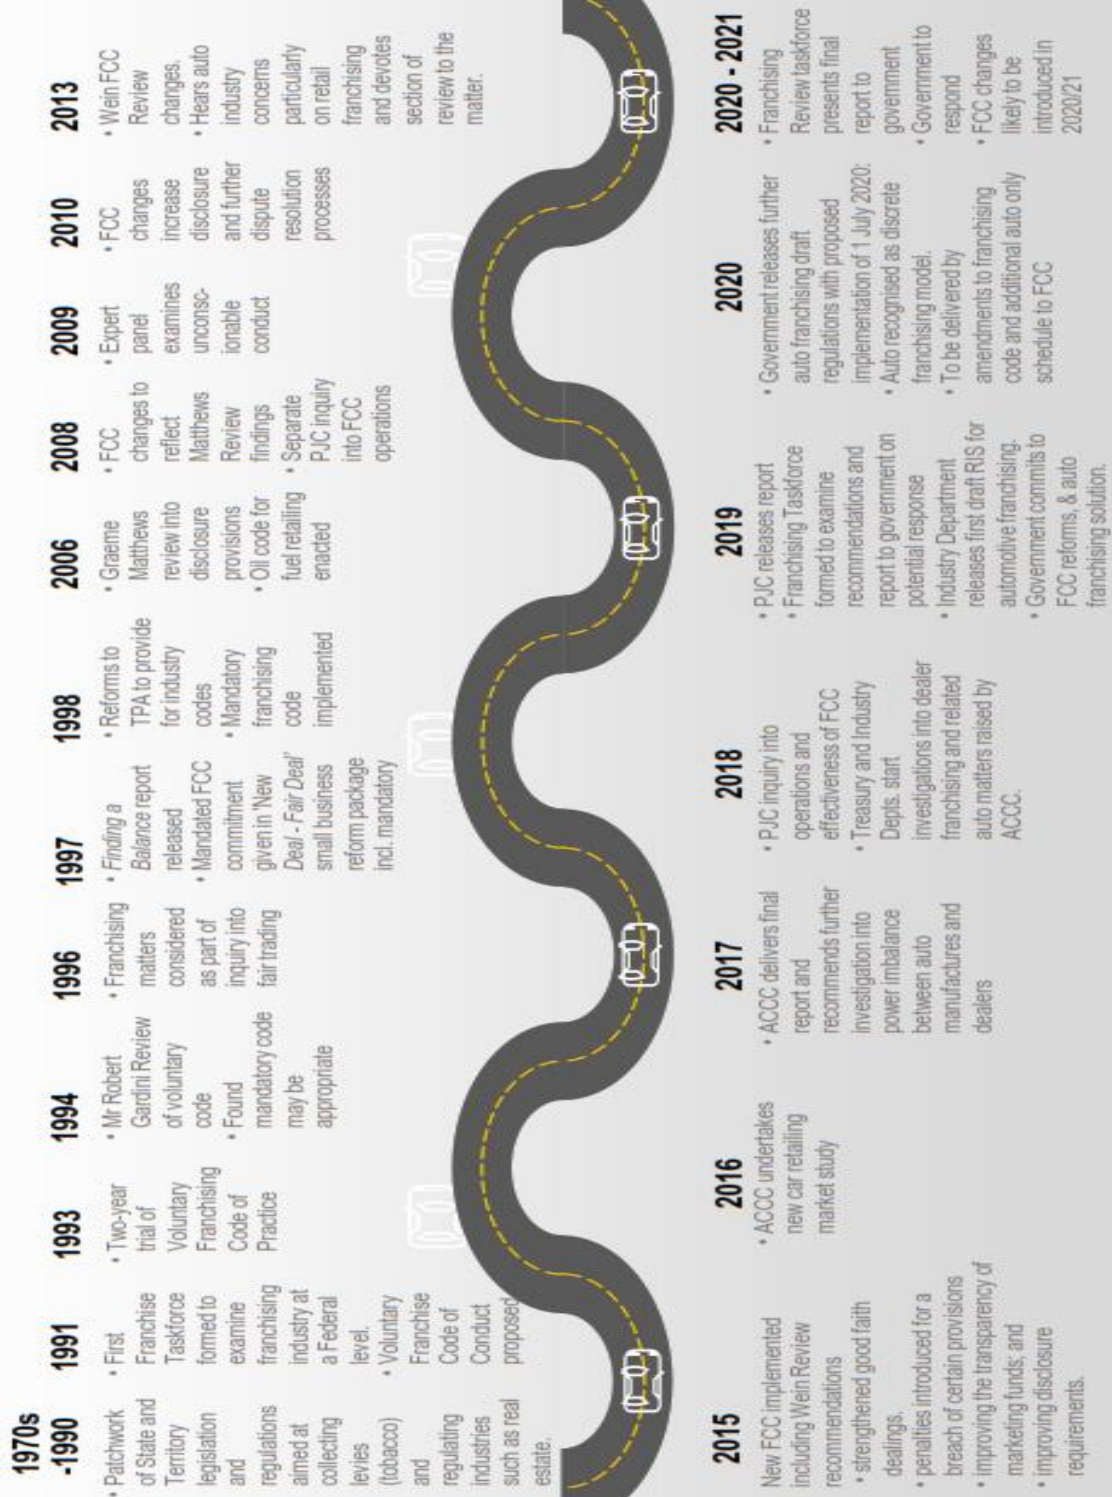 1970s
-1990
• Patchwork
of State and
Territory
legislation
and
regulations
aimed at
collecting
levies
(tobacco)
and
regulating
industries
such as real
estate.
1991
• First
Franchise
Taskforce
formed to
examine
franchising
industry at
a Federal
level.
• Voluntary
Franchise
Code of
Conduct
proposed
1993
• Two-year
trial of
Voluntary
Franchising
Code of
Practice
1994
• Mr Robert
Gardini Review
of voluntary
code
• Found
mandatory code
may be
appropriate
1996
• Franchising
matters
considered
as part of
inquiry into
fair trading
1997
• Finding a
Balance report
released
• Mandated FCC
commitment
given in 'New
Deal - Fair Deal'
small business
reform package
incl. mandatory
1998
• Reforms to
TPA to provide
for industry
codes
• Mandatory
franchising
code
implemented
2006
• Graeme
Matthews
review into
disclosure
provisions
• Oil code for
fuel retailing
enacted
2008
• FCC
changes to
reflect
Matthews
Review
findings
• Separate
PJC inquiry
into FCC
operations
2009
• Expert
panel
examines
unconsc-
ionable
conduct
2010
• FCC
changes
increase
disclosure
and further
dispute
resolution
processes
2013
• Wein FCC
Review
changes.
• Hears auto
industry
concerns
particularly
on retail
franchising
and devotes
section of
review to the
matter.
2015
New FCC implemented
including Wein Review
recommendations
• strengthened good faith
dealings.
• penalties introduced for a
breach of certain provisions
• improving the transparency of
marketing funds; and
• improving disclosure
requirements.
2016
• ACCC undertakes
new car retailing
market study
2017
• ACCC delivers final
report and
recommends further
investigation into
power imbalance
between auto
manufactures and
dealers
2018
• PJC inquiry into
operations and
effectiveness of FCC
• Treasury and Industry
Depts. start
investigations into dealer
franchising and related
auto matters raised by
ACCC.
2019
• PJC releases report
• Franchising Taskforce
formed to examine
recommendations and
report to government on
potential response
• Industry Department
releases first draft RIS for
automotive franchising.
• Government commits to
FCC reforms, & auto
franchising solution.
2020
• Government releases further
auto franchising draft
regulations with proposed
implementation of 1 July 2020:
• Auto recognised as discrete
franchising model.
• To be delivered by
amendments to franchising
code and additional auto only
schedule to FCC
2020 - 2021
• Franchising
Review taskforce
presents final
report to
government
• Government to
respond
• FCC changes
likely to be
introduced in
2020/21